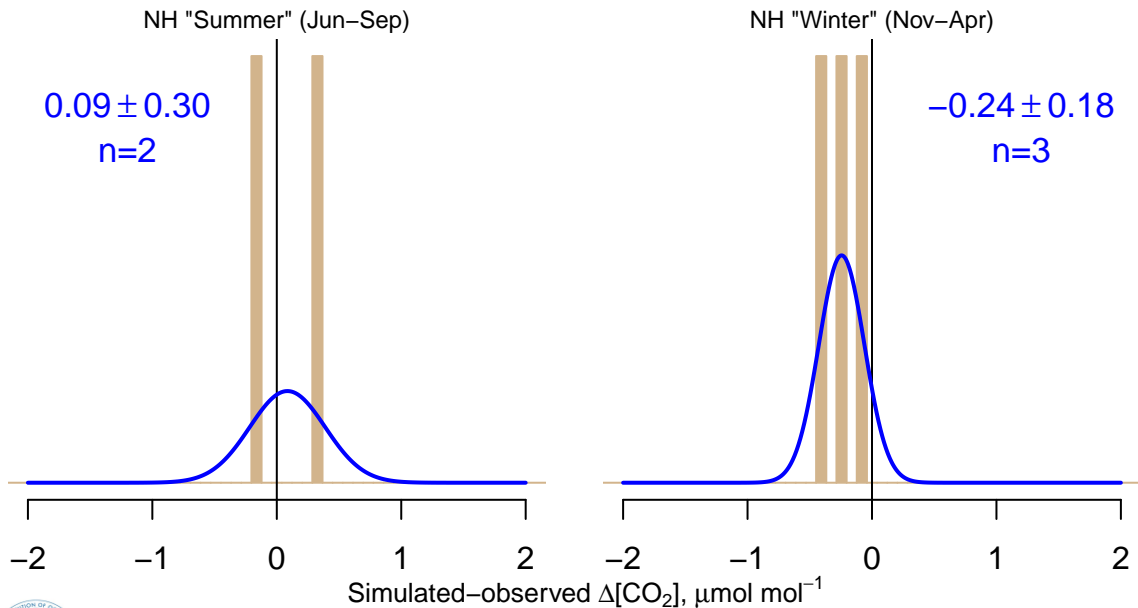 NH "Summer" (Jun−Sep)
NH "Winter" (Nov−Apr)
0.09 ± 0.30
n=2
−0.24 ± 0.18
n=3
−2 −1 0 1 2
−2 −1 0 1 2
Simulated−observed Δ[CO₂], μmol mol⁻¹